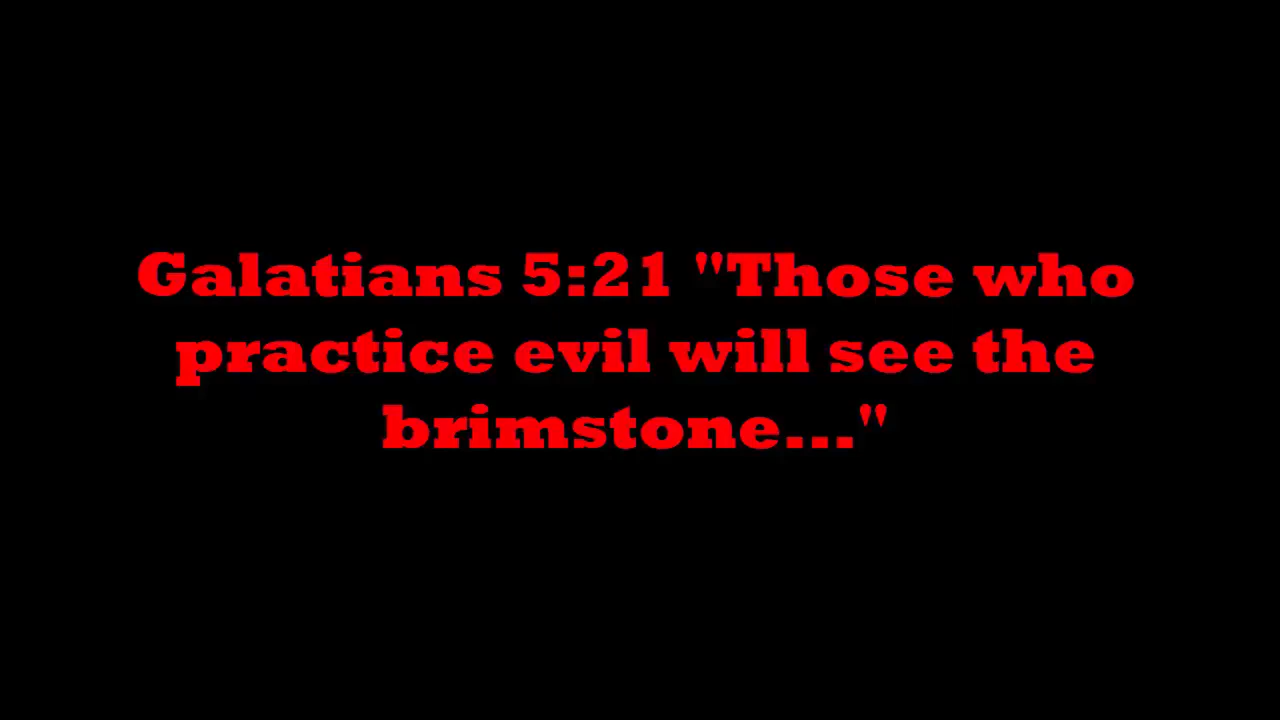 Galatians 5:21 "Those who
practice evil will see the
brimstone..."